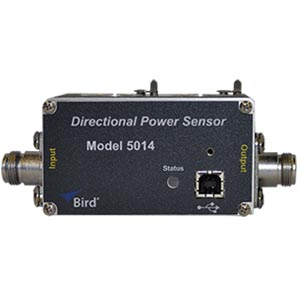 Directional Power Sensor
Model 5014
Input
Output
Status
Bird®